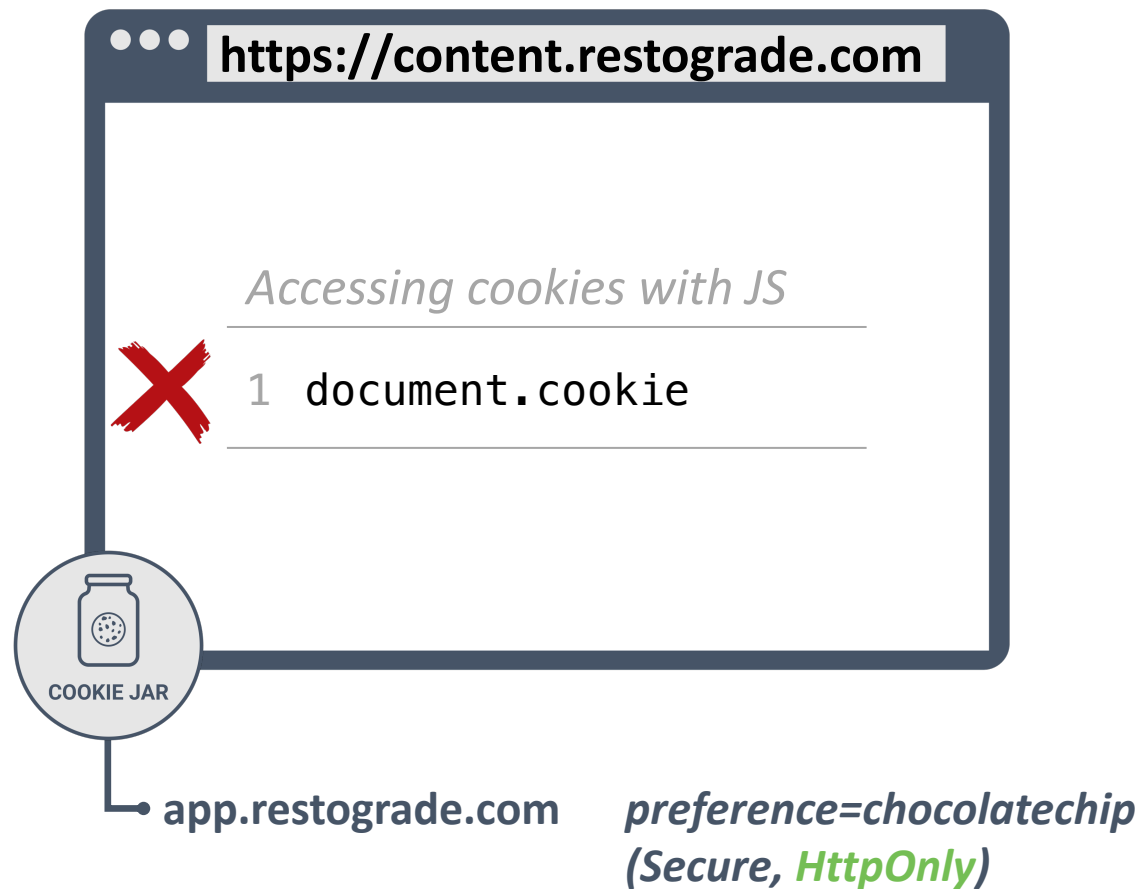 https://content.restograde.com
Accessing cookies with JS
1 document.cookie
COOKIE JAR
app.restograde.com preference=chocolatechip
(Secure, HttpOnly)